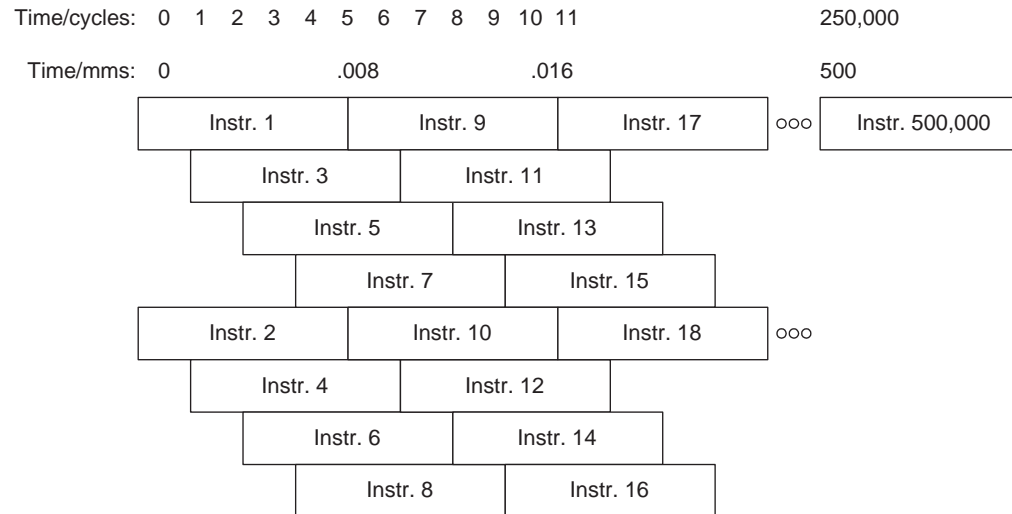 Time/cycles: 0 1 2 3 4 5 6 7 8 9 10 11 250,000
Time/mms: 0 .008 .016 500
Instr. 1 Instr. 9 Instr. 17 ○○○ Instr. 500,000
Instr. 3 Instr. 11
Instr. 5 Instr. 13
Instr. 7 Instr. 15
Instr. 2 Instr. 10 Instr. 18 ○○○
Instr. 4 Instr. 12
Instr. 6 Instr. 14
Instr. 8 Instr. 16